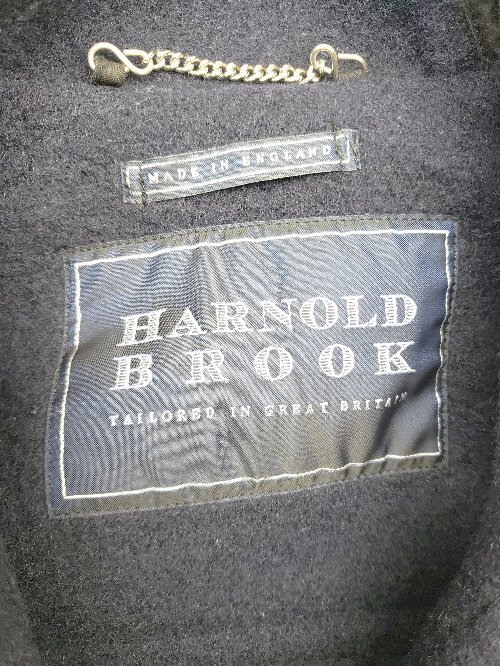 MADE IN ENGLAND
HARNOLD
BROOK
TAILORED IN GREAT BRITAIN